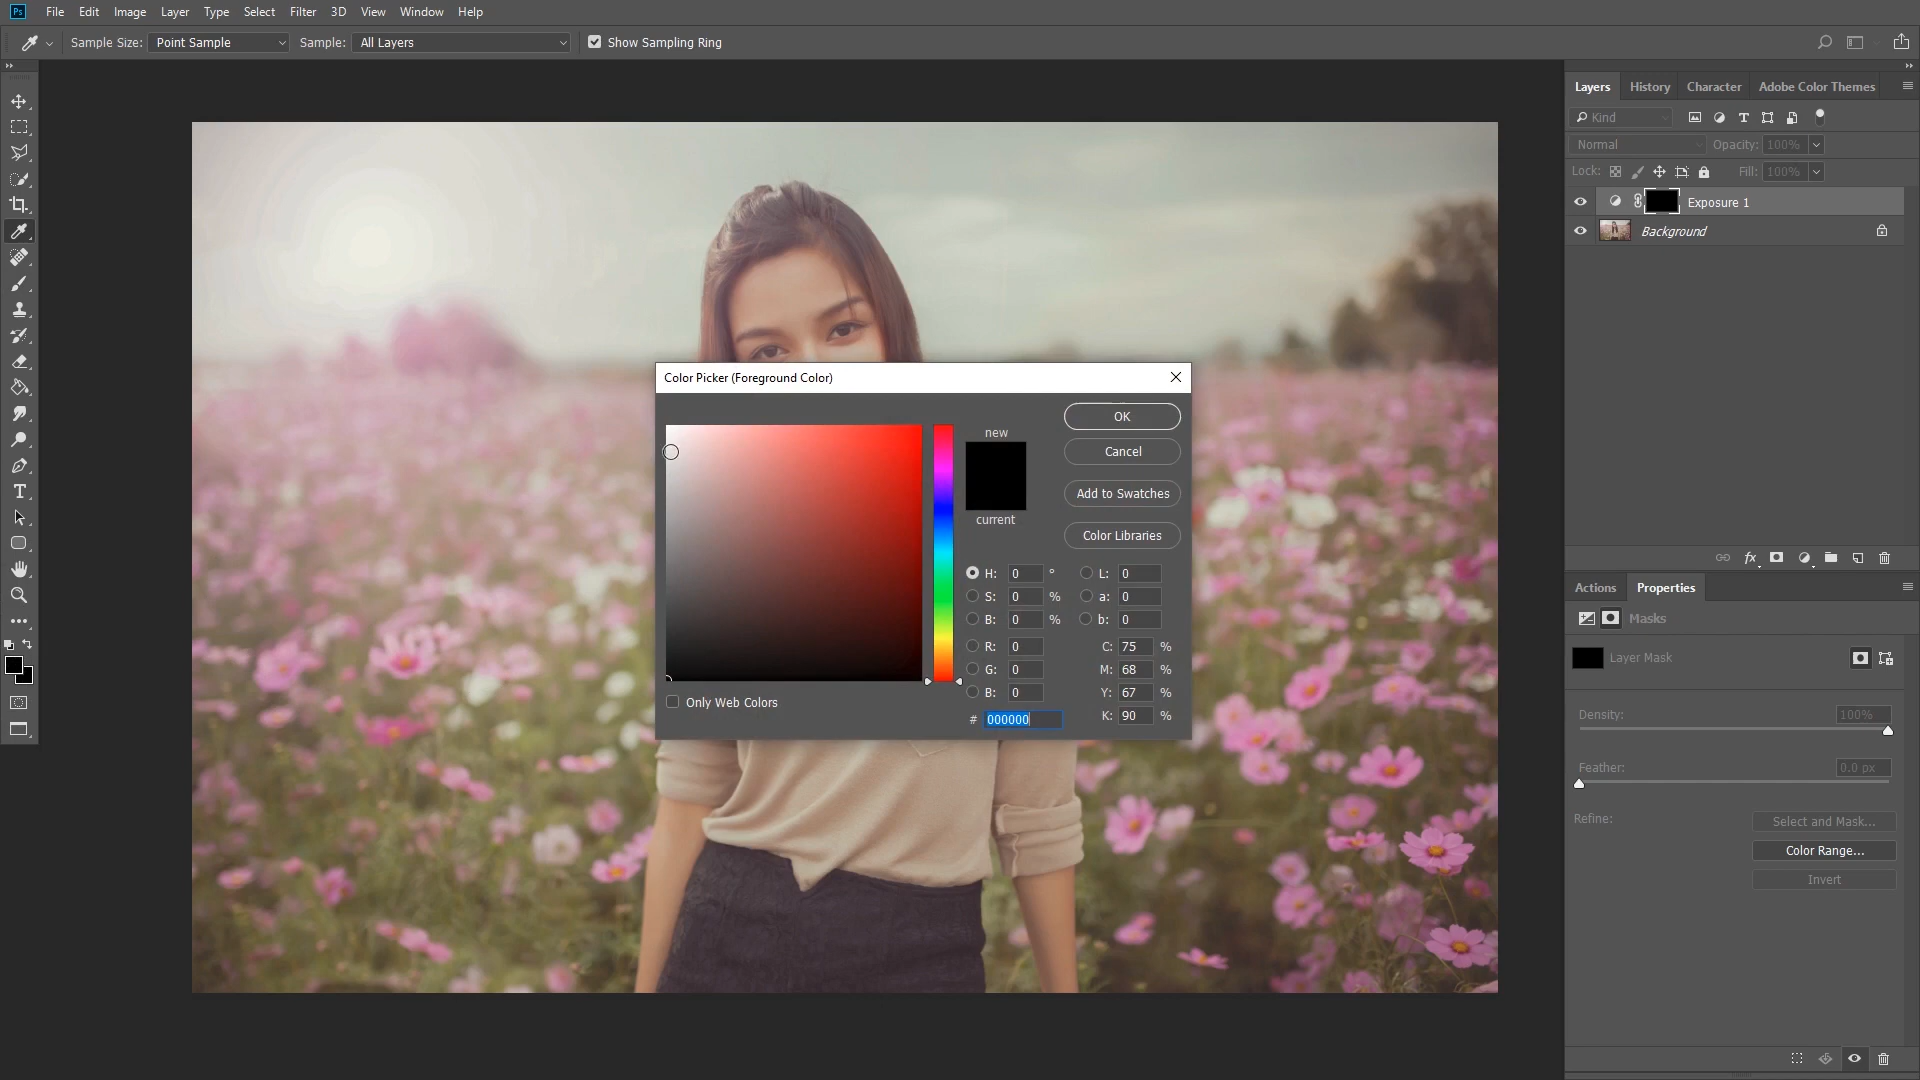 Ps File Edit Image Layer Type Select Filter 3D View Window Help
Sample Size: Point Sample Sample: All Layers Show Sampling Ring
Layers History Character Adobe Color Themes
Kind
Normal Opacity: 100%
Lock: Fill: 100%
Exposure 1
Background
Color Picker (Foreground Color)
OK
new
Cancel
Add to Swatches
current
Color Libraries
H: 0 ° L: 0
S: 0 % a: 0
B: 0 % b: 0
R: 0 C: 75 %
G: 0 M: 68 %
B: 0 Y: 67 %
Only Web Colors
# 000000 K: 90 %
fx
Actions Properties
Masks
Layer Mask
Density: 100%
Feather: 0.0 px
Refine: Select and Mask...
Color Range...
Invert